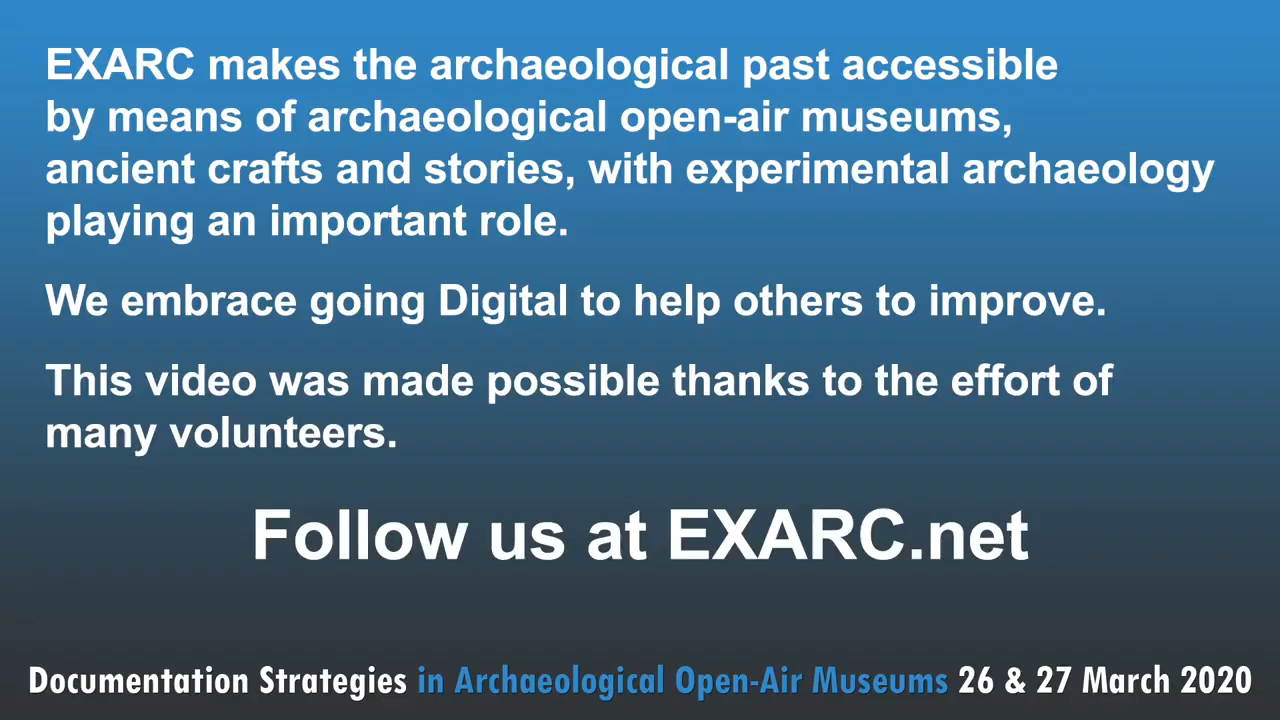 EXARC makes the archaeological past accessible
by means of archaeological open-air museums,
ancient crafts and stories, with experimental archaeology
playing an important role.
We embrace going Digital to help others to improve.
This video was made possible thanks to the effort of
many volunteers.
Follow us at EXARC.net
Documentation Strategies in Archaeological Open-Air Museums 26 & 27 March 2020